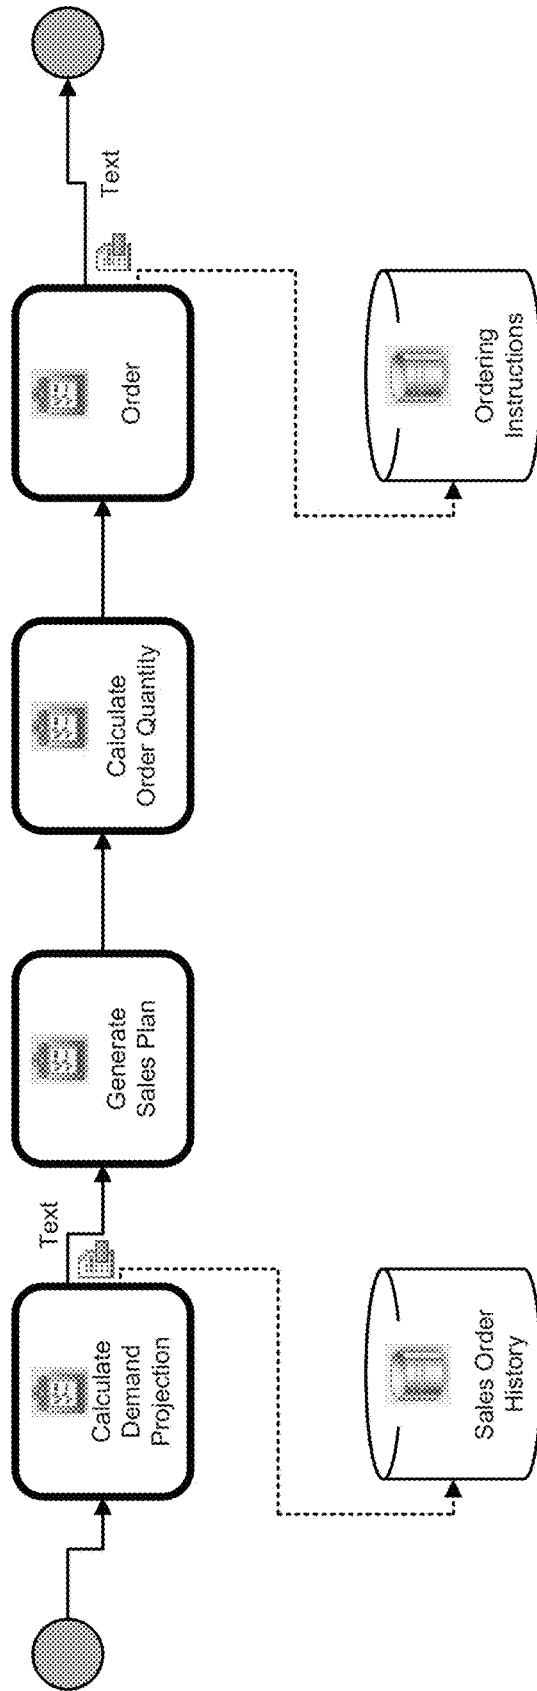 Calculate
Demand
Projection
Text
Generate
Sales Plan
Calculate
Order Quantity
Order
Text
Sales Order
History
Ordering
Instructions